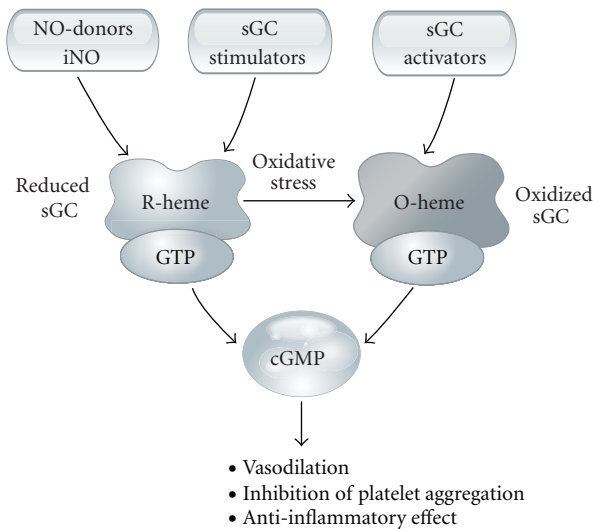 NO-donors
iNO
sGC
stimulators
sGC
activators
Reduced
sGC
R-heme
Oxidative
stress
O-heme
Oxidized
sGC
GTP
GTP
cGMP
• Vasodilation
• Inhibition of platelet aggregation
• Anti-inflammatory effect